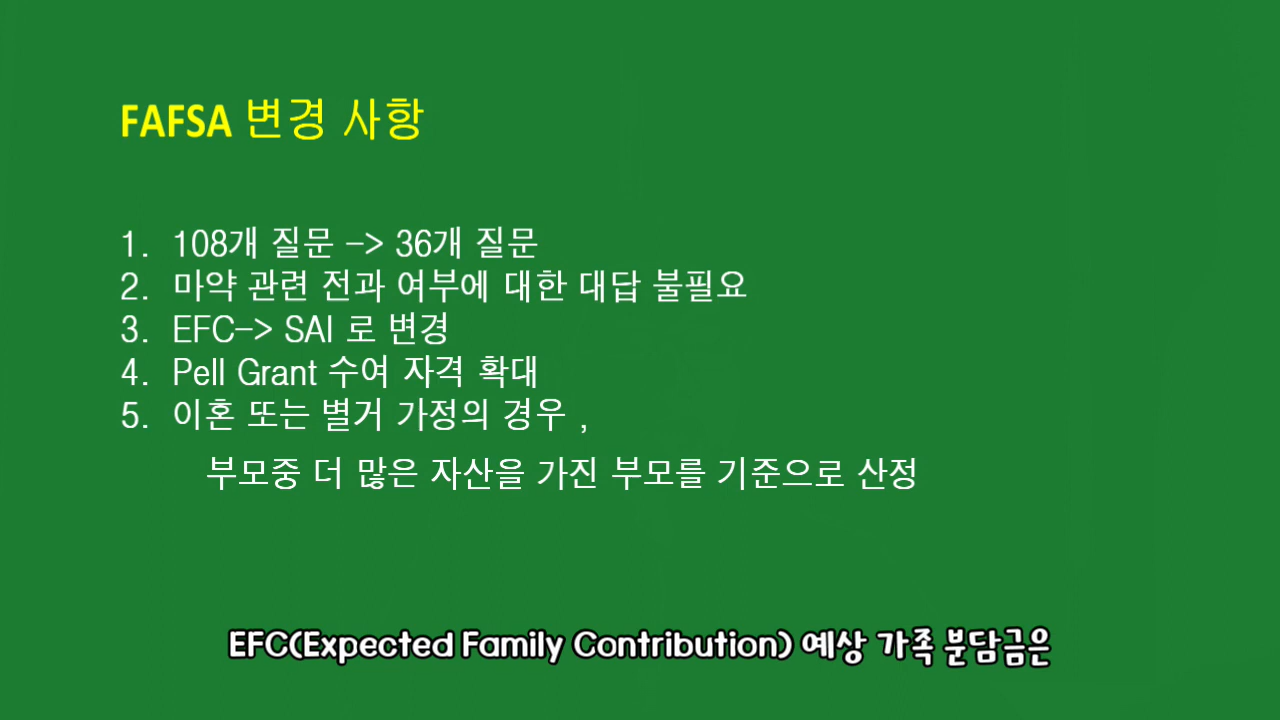 FAFSA 변경 사항
1. 108개 질문 -> 36개 질문
2. 마약 관련 전과 여부에 대한 대답 불필요
3. EFC-> SAI 로 변경
4. Pell Grant 수여 자격 확대
5. 이혼 또는 별거 가정의 경우 ,
부모중 더 많은 자산을 가진 부모를 기준으로 산정
EFC(Expected Family Contribution) 예상 가족 분담금은